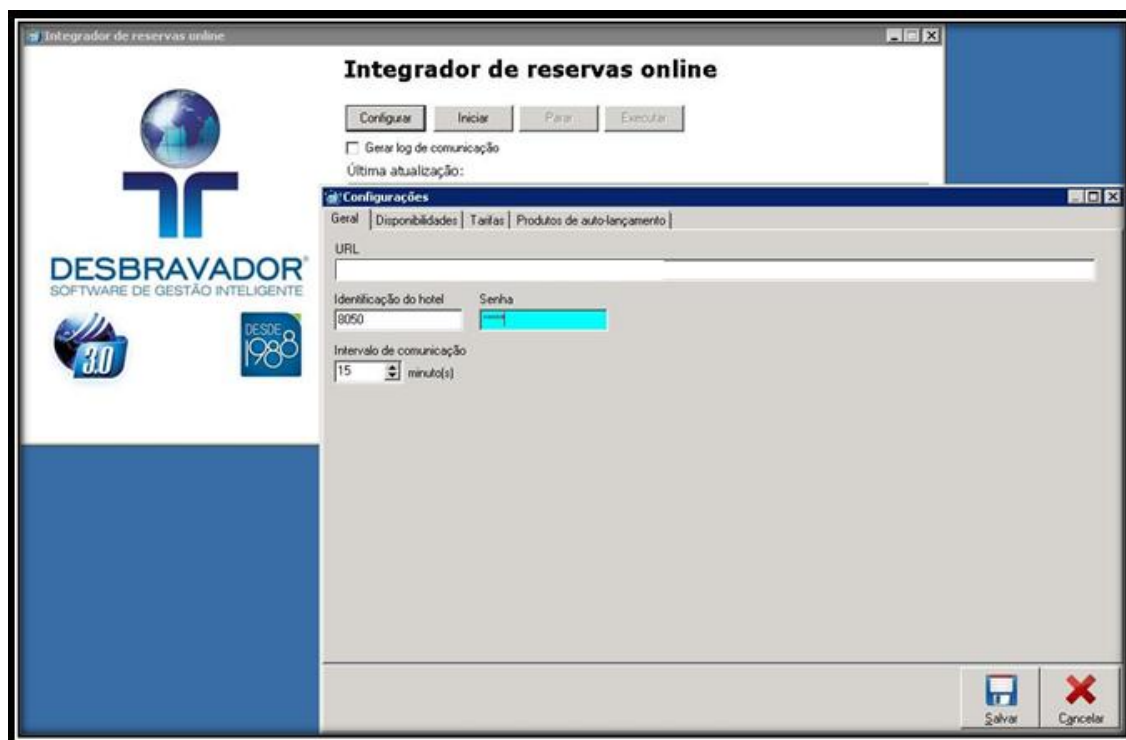 Integrador de reservas online
Integrador de reservas online
Configurar Iniciar Parar Executar
Gerar log de comunicação
Última atualização:
DESBRAVADOR®
SOFTWARE DE GESTÃO INTELIGENTE
3.0
DESDE
1988
Configurações
Geral Disponibilidades Tarifas Produtos de auto-lançamento
URL
Identificação do hotel Senha
8050 *****
Intervalo de comunicação
15 minuto(s)
Salvar Cancelar